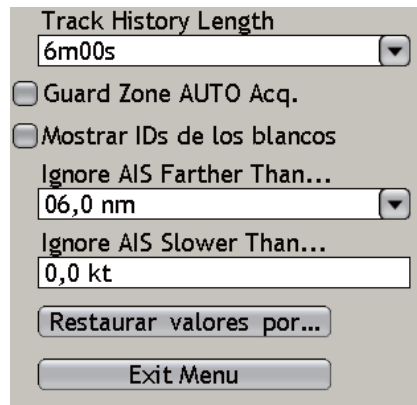 Track History Length
6m00s
Guard Zone AUTO Acq.
Mostrar IDs de los blancos
Ignore AIS Farther Than...
06,0 nm
Ignore AIS Slower Than...
0,0 kt
Restaurar valores por...
Exit Menu